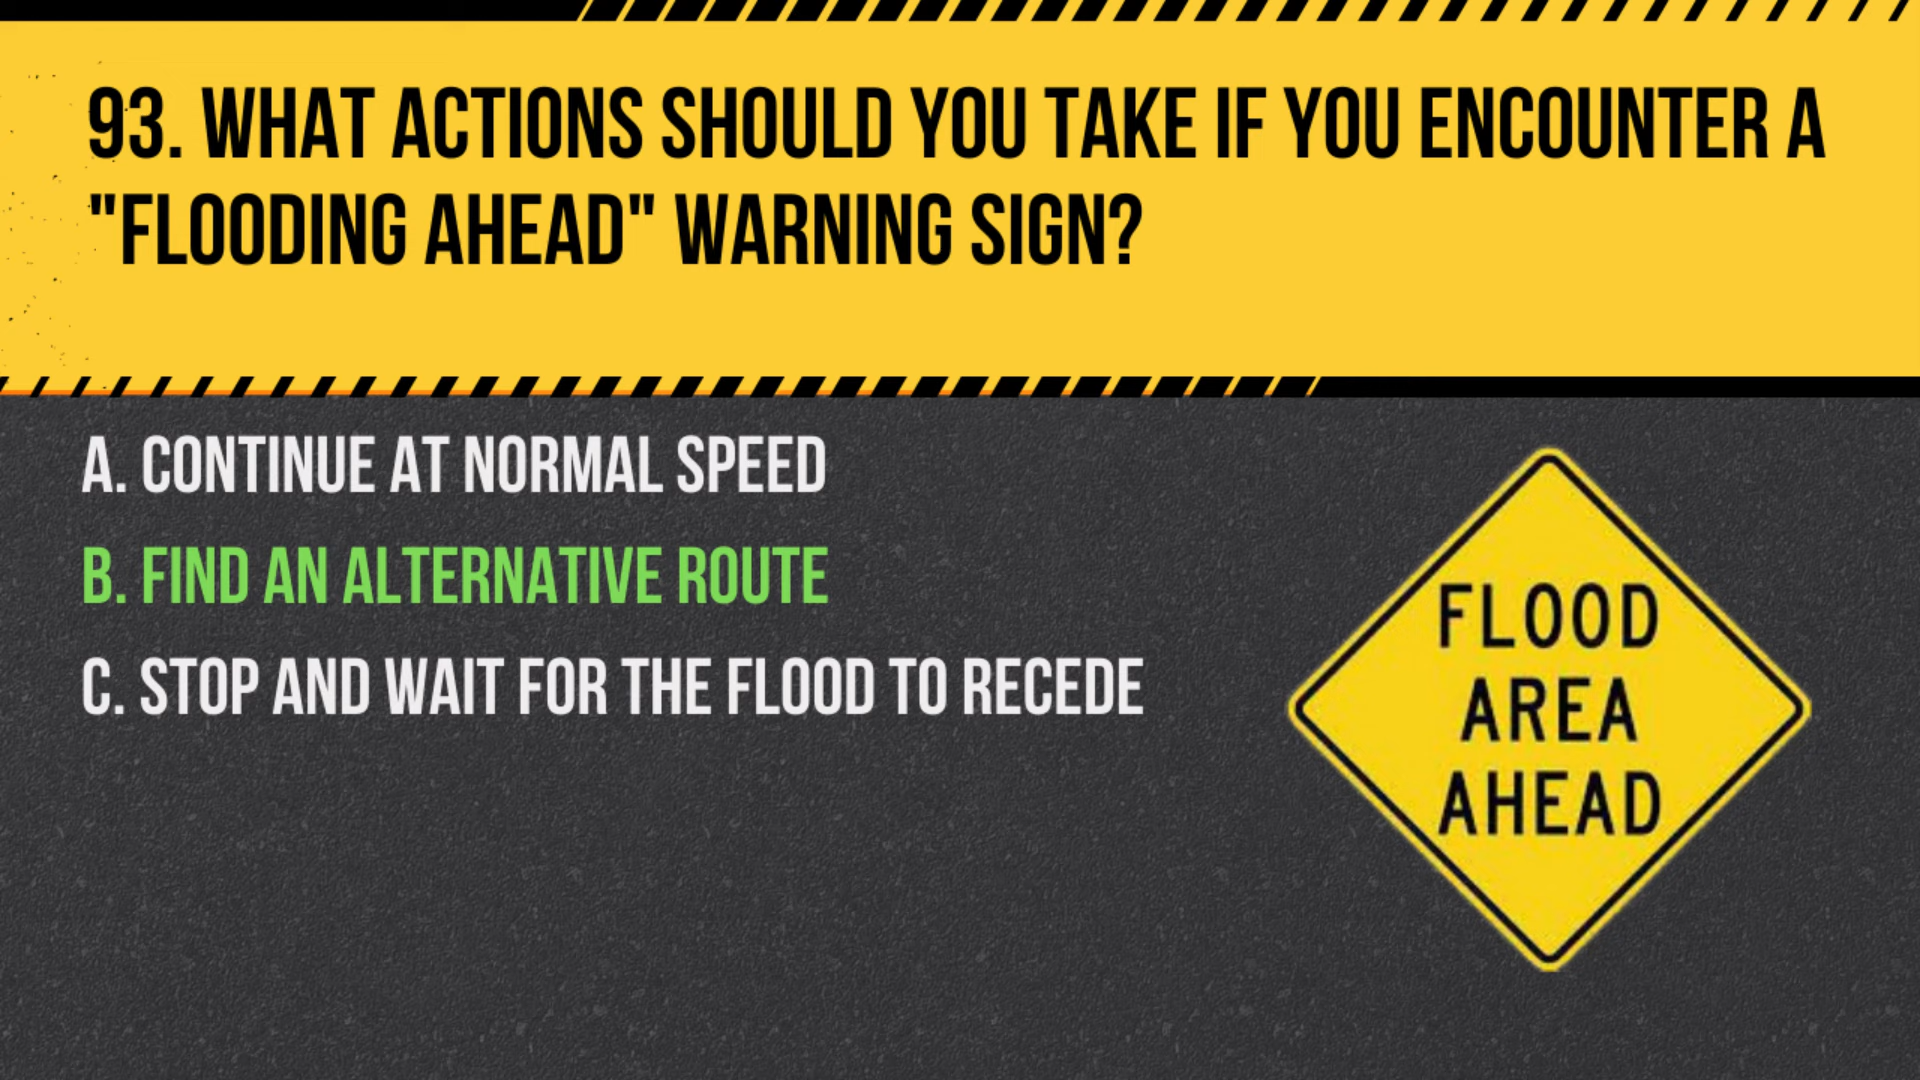 93. WHAT ACTIONS SHOULD YOU TAKE IF YOU ENCOUNTER A
"FLOODING AHEAD" WARNING SIGN?
A. CONTINUE AT NORMAL SPEED
B. FIND AN ALTERNATIVE ROUTE
C. STOP AND WAIT FOR THE FLOOD TO RECEDE
FLOOD
AREA
AHEAD